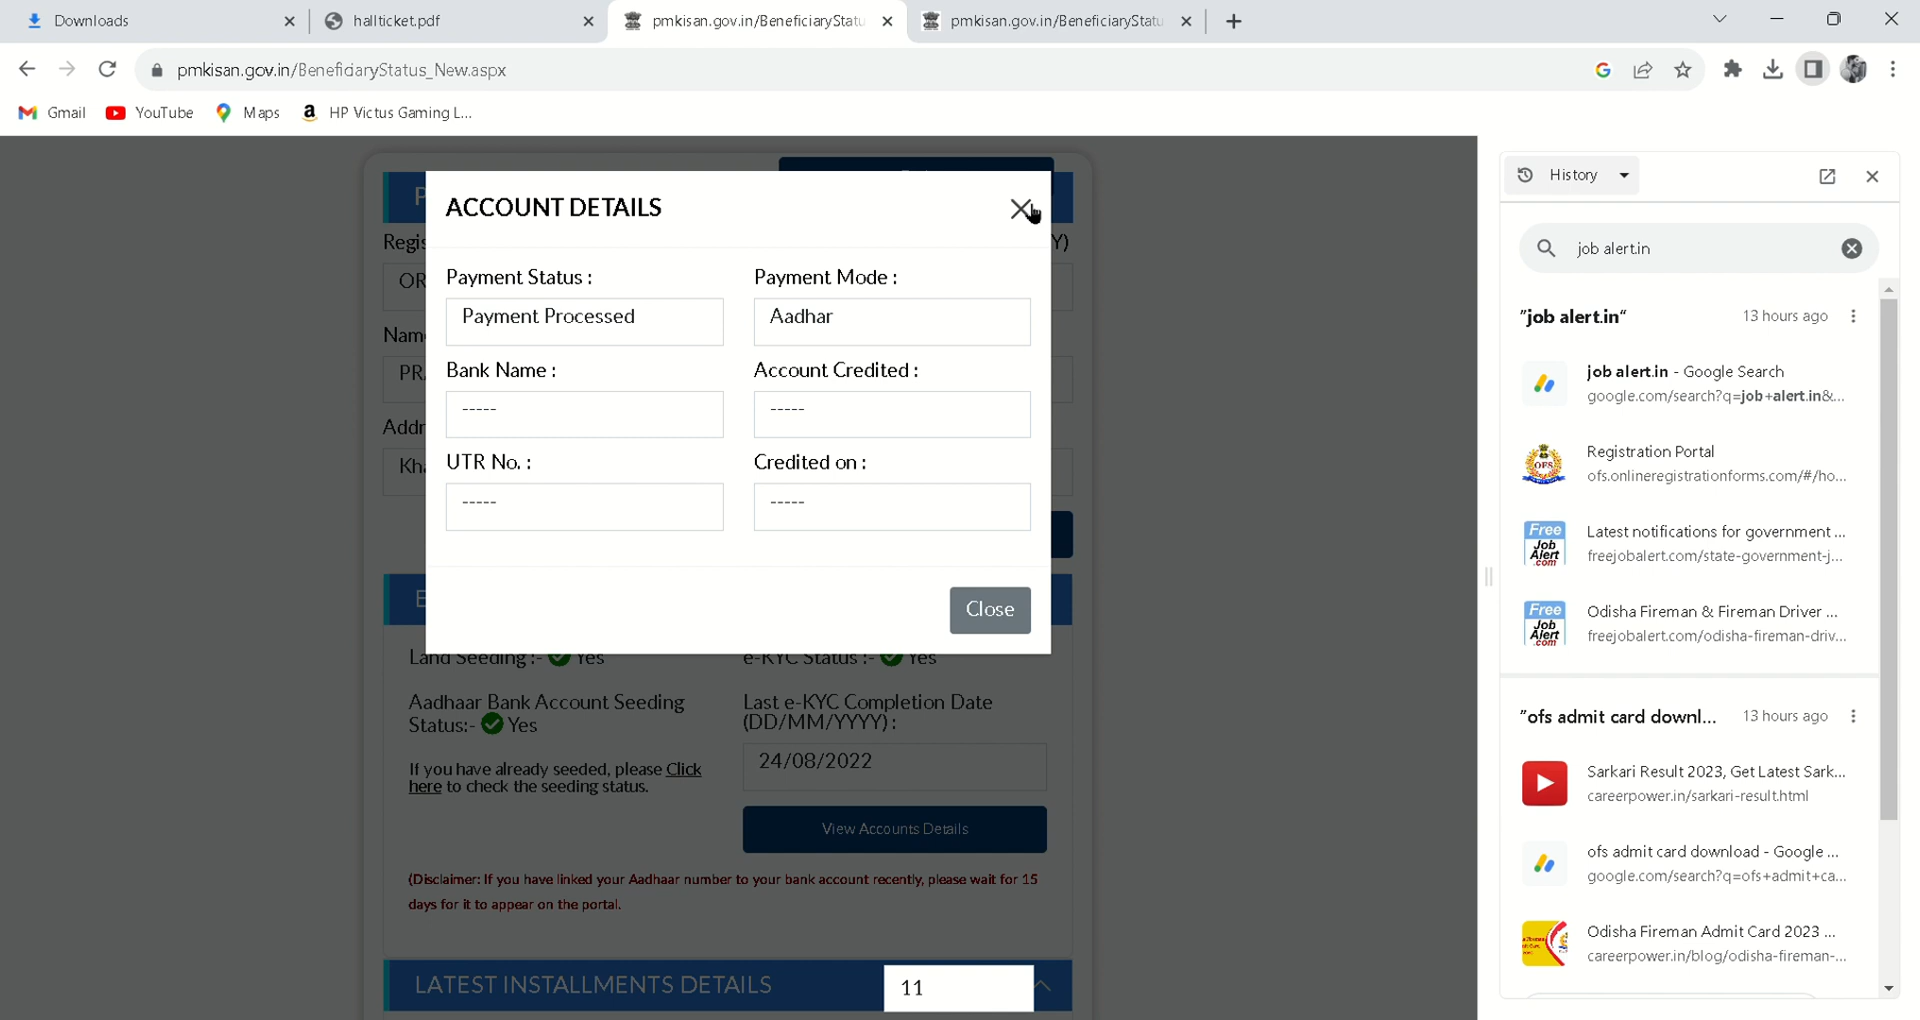 Downloads
hallticket.pdf
pmkisan.gov.in/BeneficiaryStatu
pmkisan.gov.in/BeneficiaryStatu
pmkisan.gov.in/BeneficiaryStatus_New.aspx
Gmail
YouTube
Maps
HP Victus Gaming L...
ACCOUNT DETAILS
Payment Status :
Payment Mode :
Payment Processed
Aadhar
Bank Name :
Account Credited :
-----
-----
UTR No. :
Credited on :
-----
-----
Close
Land Seeding :- Yes
e-KYC Status :- Yes
Aadhaar Bank Account Seeding
Status:- Yes
Last e-KYC Completion Date
(DD/MM/YYYY) :
24/08/2022
If you have already seeded, please Click
here to check the seeding status.
View Accounts Details
(Disclaimer: If you have linked your Aadhaar number to your bank account recently, please wait for 15
days for it to appear on the portal.
LATEST INSTALLMENTS DETAILS
11
History
job alert.in
"job alert.in"
13 hours ago
job alert.in - Google Search
google.com/search?q=job+alert.in&...
Registration Portal
ofs.onlineregistrationforms.com/#/ho...
Free
Job
Alert
.com
Latest notifications for government ...
freejobalert.com/state-government-j...
Free
Job
Alert
.com
Odisha Fireman & Fireman Driver ...
freejobalert.com/odisha-fireman-driv...
"ofs admit card downl...
13 hours ago
Sarkari Result 2023, Get Latest Sark...
careerpower.in/sarkari-result.html
ofs admit card download - Google ...
google.com/search?q=ofs+admit+ca...
Odisha Fireman Admit Card 2023 ...
careerpower.in/blog/odisha-fireman-...